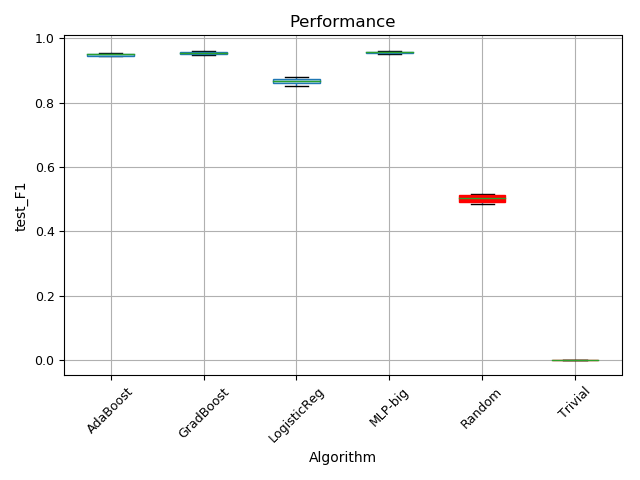 Performance
1.0
0.8
0.6
0.4
0.2
0.0
test_F1
AdaBoost
GradBoost
LogisticReg
MLP-big
Random
Trivial
Algorithm